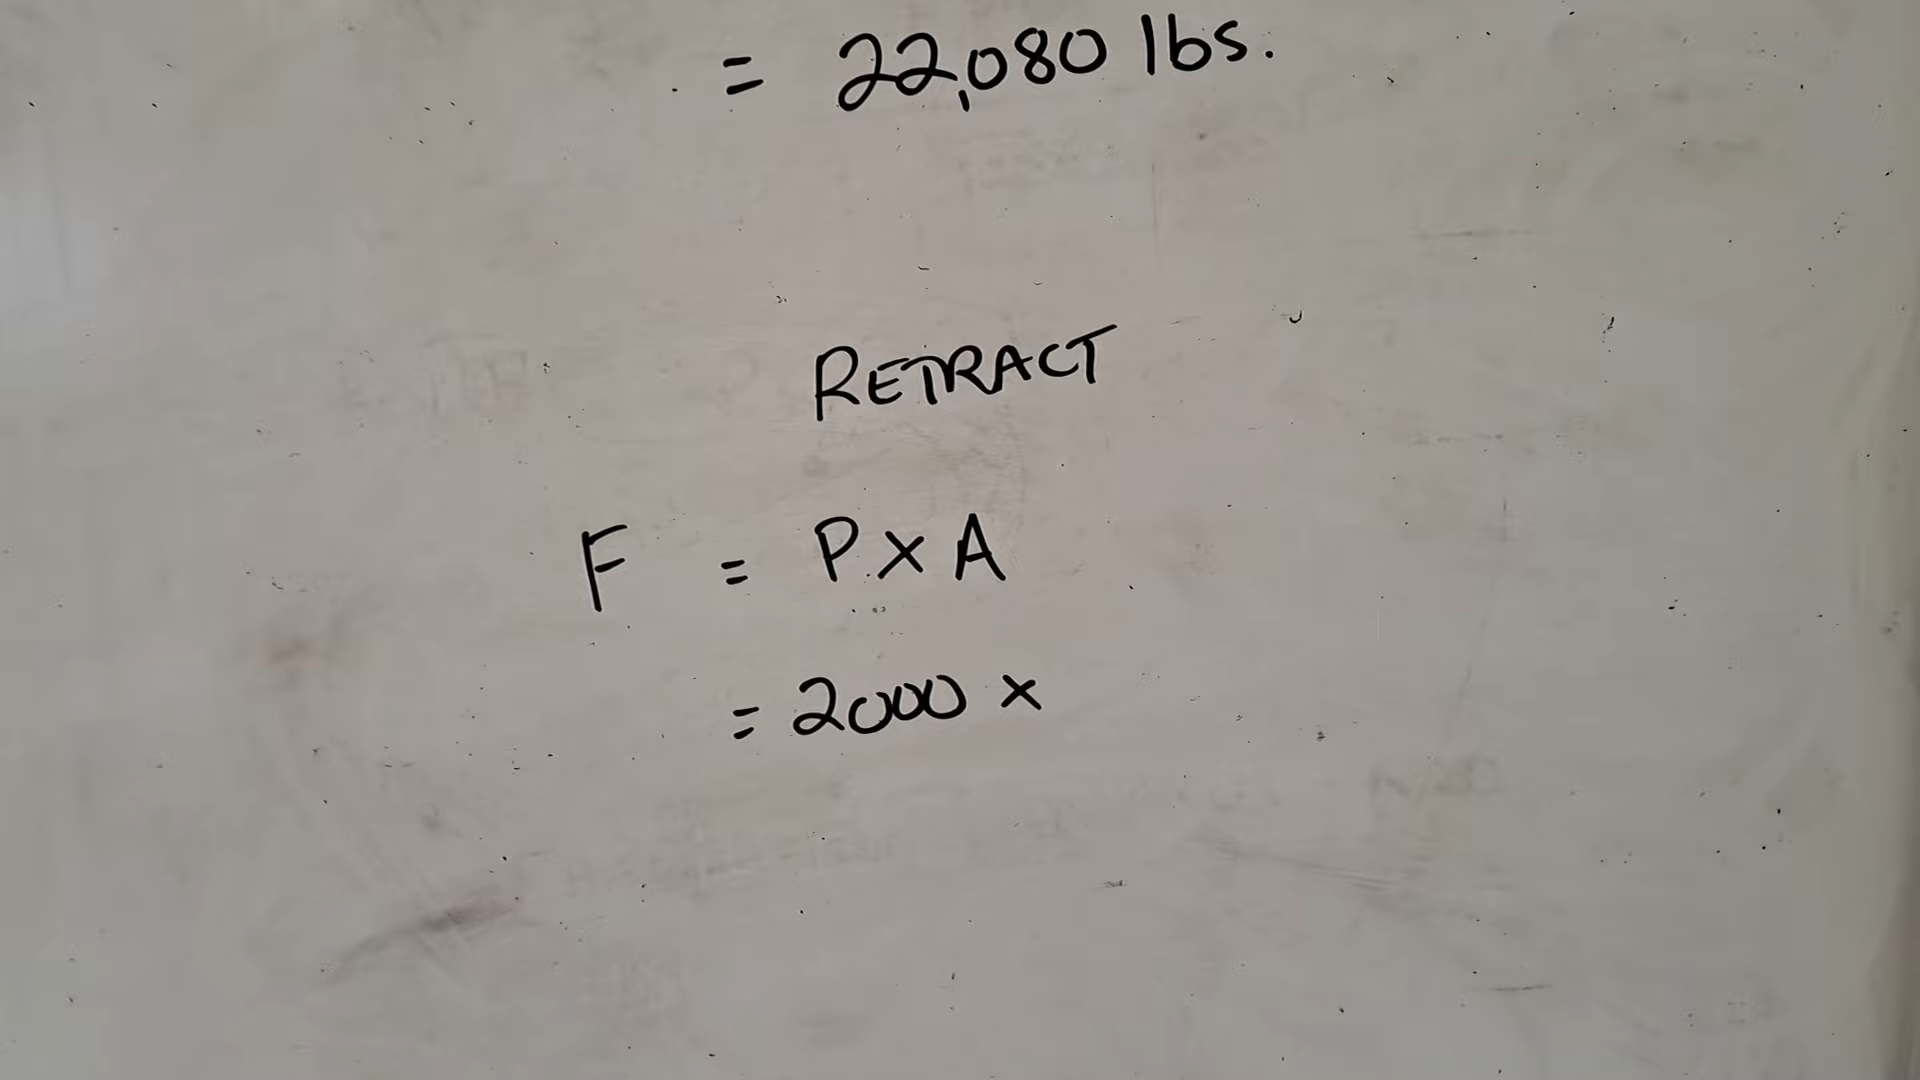 = 22,080 lbs.
RETRACT
F = P x A
= 2000 x